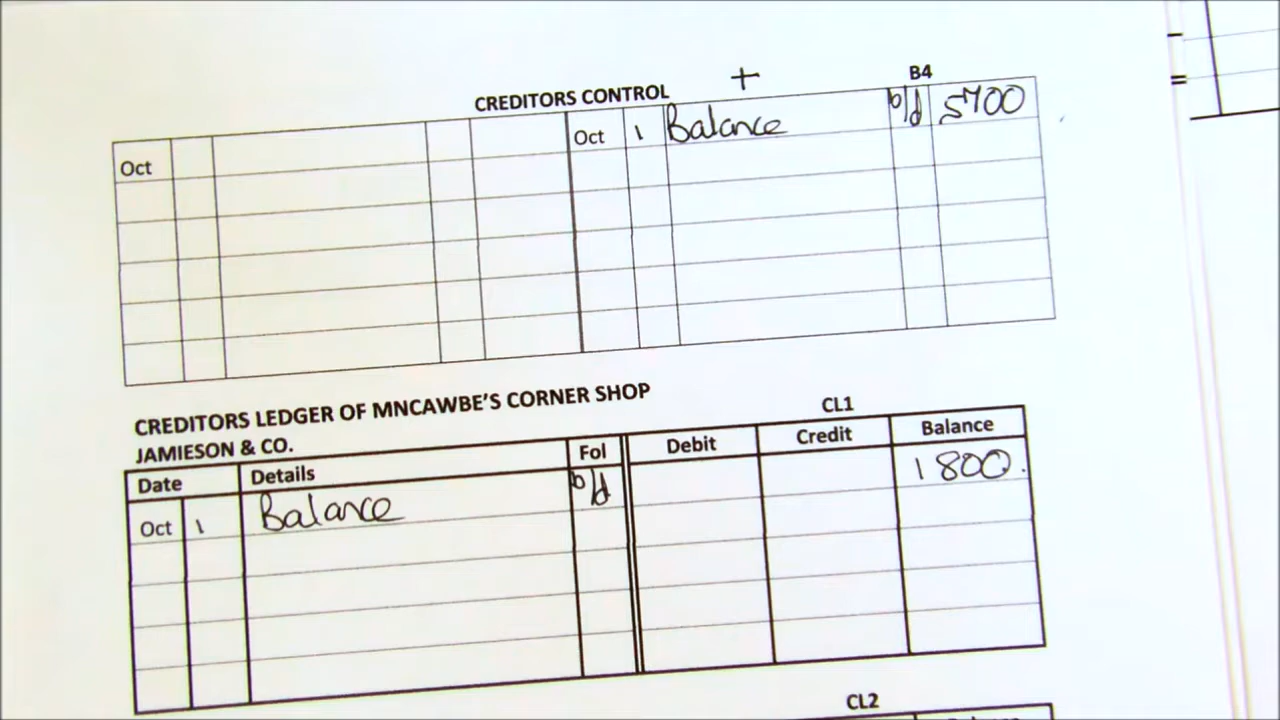 CREDITORS CONTROL + B4
Oct Oct 1 Balance b/d 5700
CREDITORS LEDGER OF MNCAWBE'S CORNER SHOP
JAMIESON & CO. CL1
Date Details Fol Debit Credit Balance
Oct 1 Balance b/d 1800.
CL2